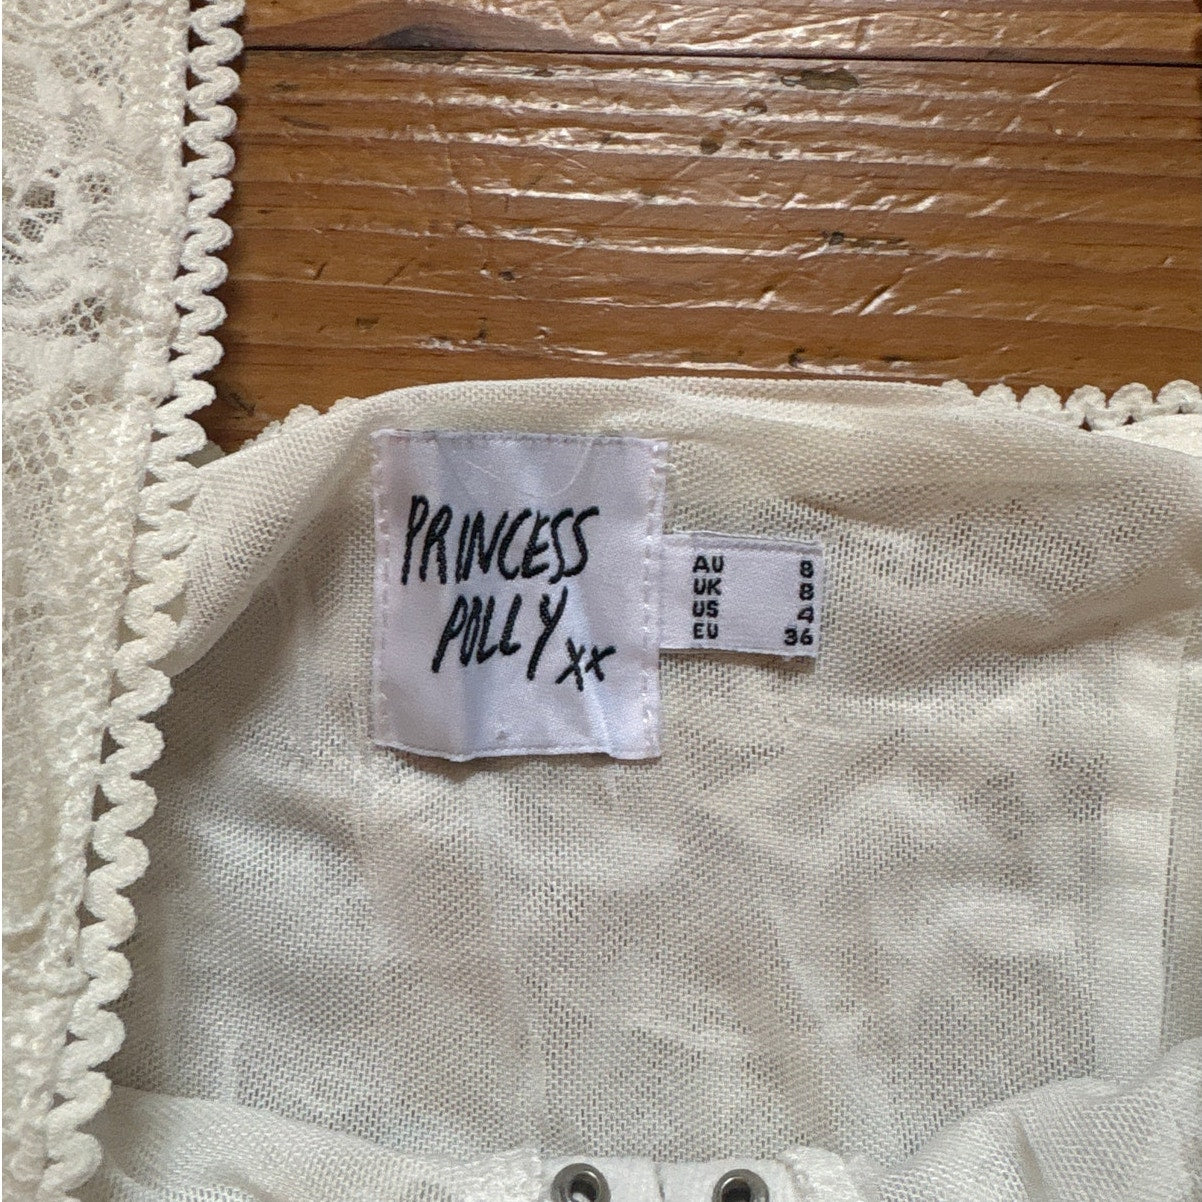 PRINCESS
POLLY xx
AU 8
UK 8
US 4
EU 36